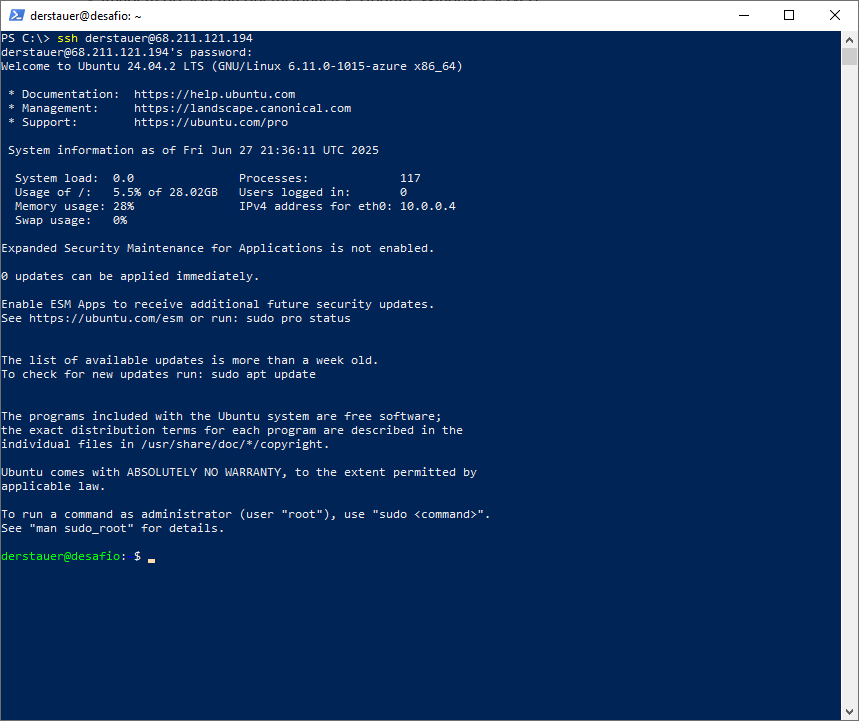 derstauer@desafio: ~
PS C:\> ssh derstauer@68.211.121.194
derstauer@68.211.121.194's password:
Welcome to Ubuntu 24.04.2 LTS (GNU/Linux 6.11.0-1015-azure x86_64)
* Documentation:  https://help.ubuntu.com
* Management:     https://landscape.canonical.com
* Support:        https://ubuntu.com/pro
System information as of Fri Jun 27 21:36:11 UTC 2025
System load:  0.0               Processes:             117
Usage of /:   5.5% of 28.02GB   Users logged in:       0
Memory usage: 28%               IPv4 address for eth0: 10.0.0.4
Swap usage:   0%
Expanded Security Maintenance for Applications is not enabled.
0 updates can be applied immediately.
Enable ESM Apps to receive additional future security updates.
See https://ubuntu.com/esm or run: sudo pro status
The list of available updates is more than a week old.
To check for new updates run: sudo apt update
The programs included with the Ubuntu system are free software;
the exact distribution terms for each program are described in the
individual files in /usr/share/doc/*/copyright.
Ubuntu comes with ABSOLUTELY NO WARRANTY, to the extent permitted by
applicable law.
To run a command as administrator (user "root"), use "sudo <command>".
See "man sudo_root" for details.
derstauer@desafio: $